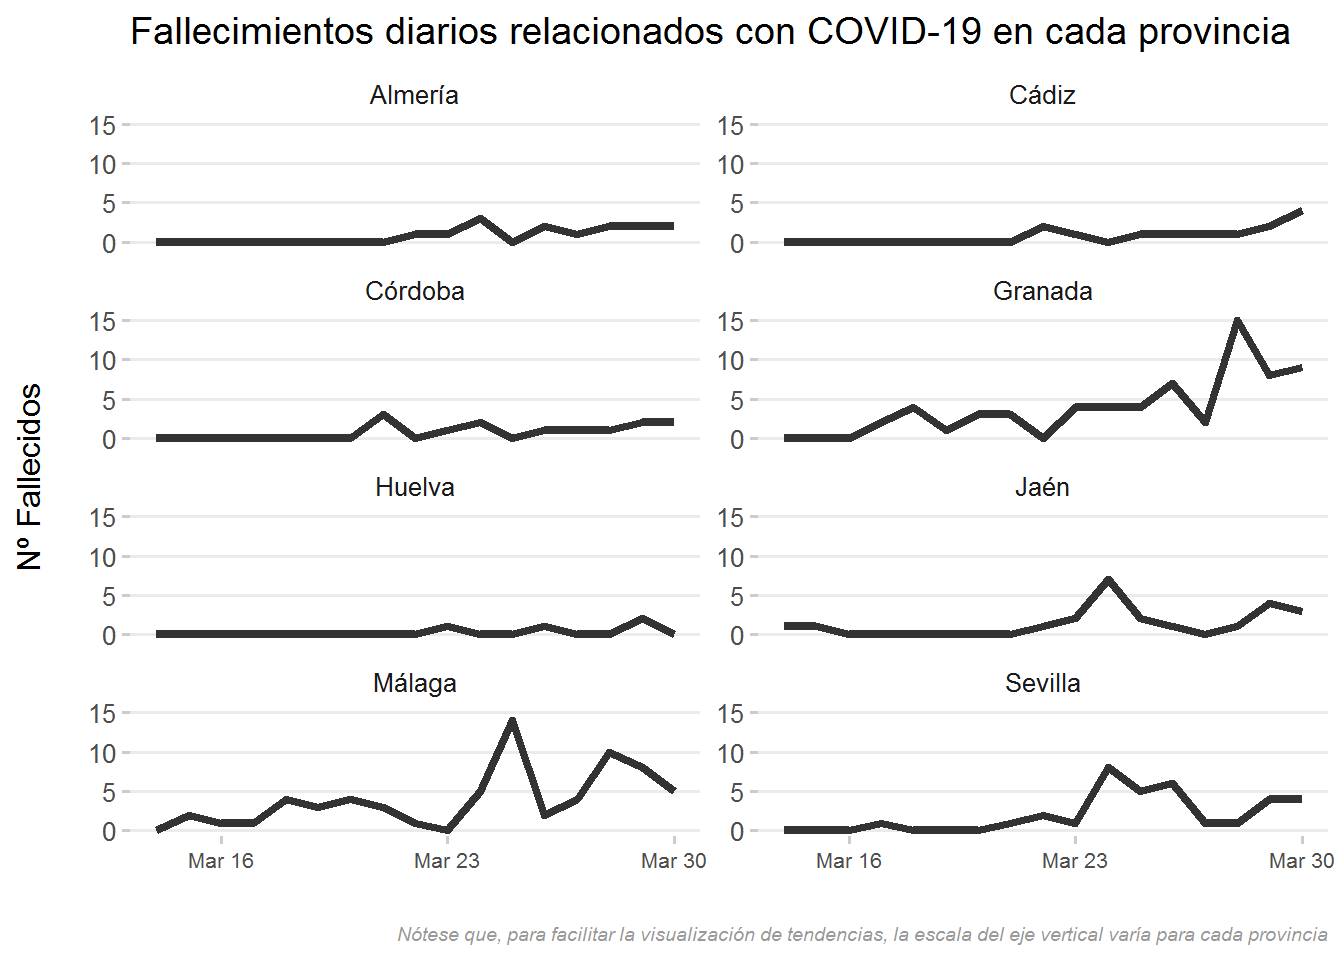 Fallecimientos diarios relacionados con COVID-19 en cada provincia
Nº Fallecidos
Almería
15
10
5
0
Cádiz
15
10
5
0
Córdoba
15
10
5
0
Granada
15
10
5
0
Huelva
15
10
5
0
Jaén
15
10
5
0
Málaga
15
10
5
0
Mar 16
Mar 23
Mar 30
Sevilla
15
10
5
0
Mar 16
Mar 23
Mar 30
Nótese que, para facilitar la visualización de tendencias, la escala del eje vertical varía para cada provincia